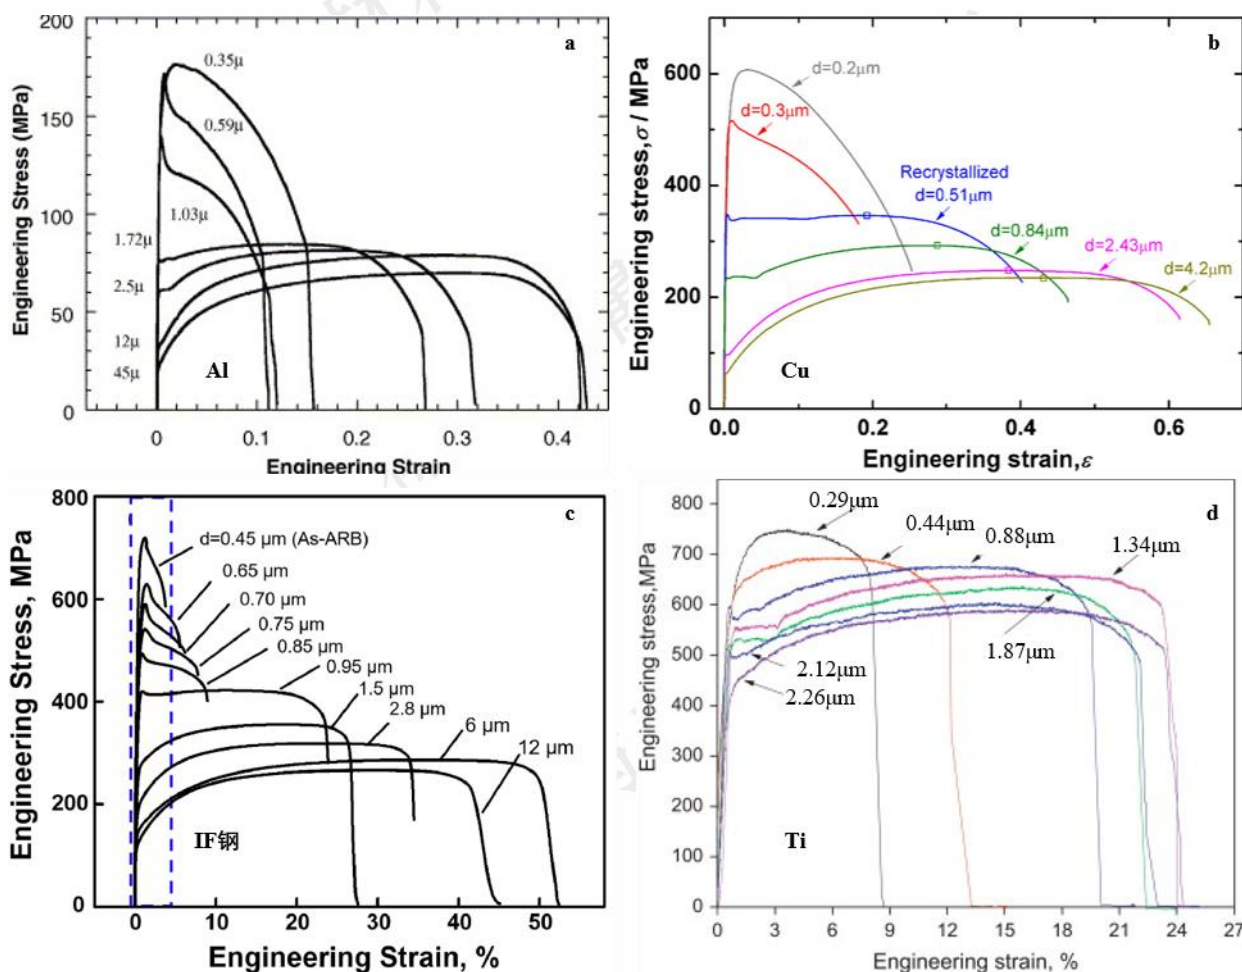 a
200
150
100
50
0
Engineering Stress (MPa)
0.35μ
0.59μ
1.03μ
1.72μ
2.5μ
12μ
45μ
Al
0
0.1
0.2
0.3
0.4
Engineering Strain
b
600
400
200
0
Engineering stress,σ / MPa
d=0.2μm
d=0.3μm
Recrystallized
d=0.51μm
d=0.84μm
d=2.43μm
d=4.2μm
Cu
0.0
0.2
0.4
0.6
Engineering strain,ε
c
800
600
400
200
0
Engineering Stress, MPa
d=0.45 μm (As-ARB)
0.65 μm
0.70 μm
0.75 μm
0.85 μm
0.95 μm
1.5 μm
2.8 μm
6 μm
12 μm
IF钢
0
10
20
30
40
50
Engineering Strain, %
d
800
700
600
500
400
300
200
100
0
Engineering stress,MPa
0.29μm
0.44μm
0.88μm
1.34μm
1.87μm
2.12μm
2.26μm
Ti
0
3
6
9
12
15
18
21
24
27
Engineering strain, %